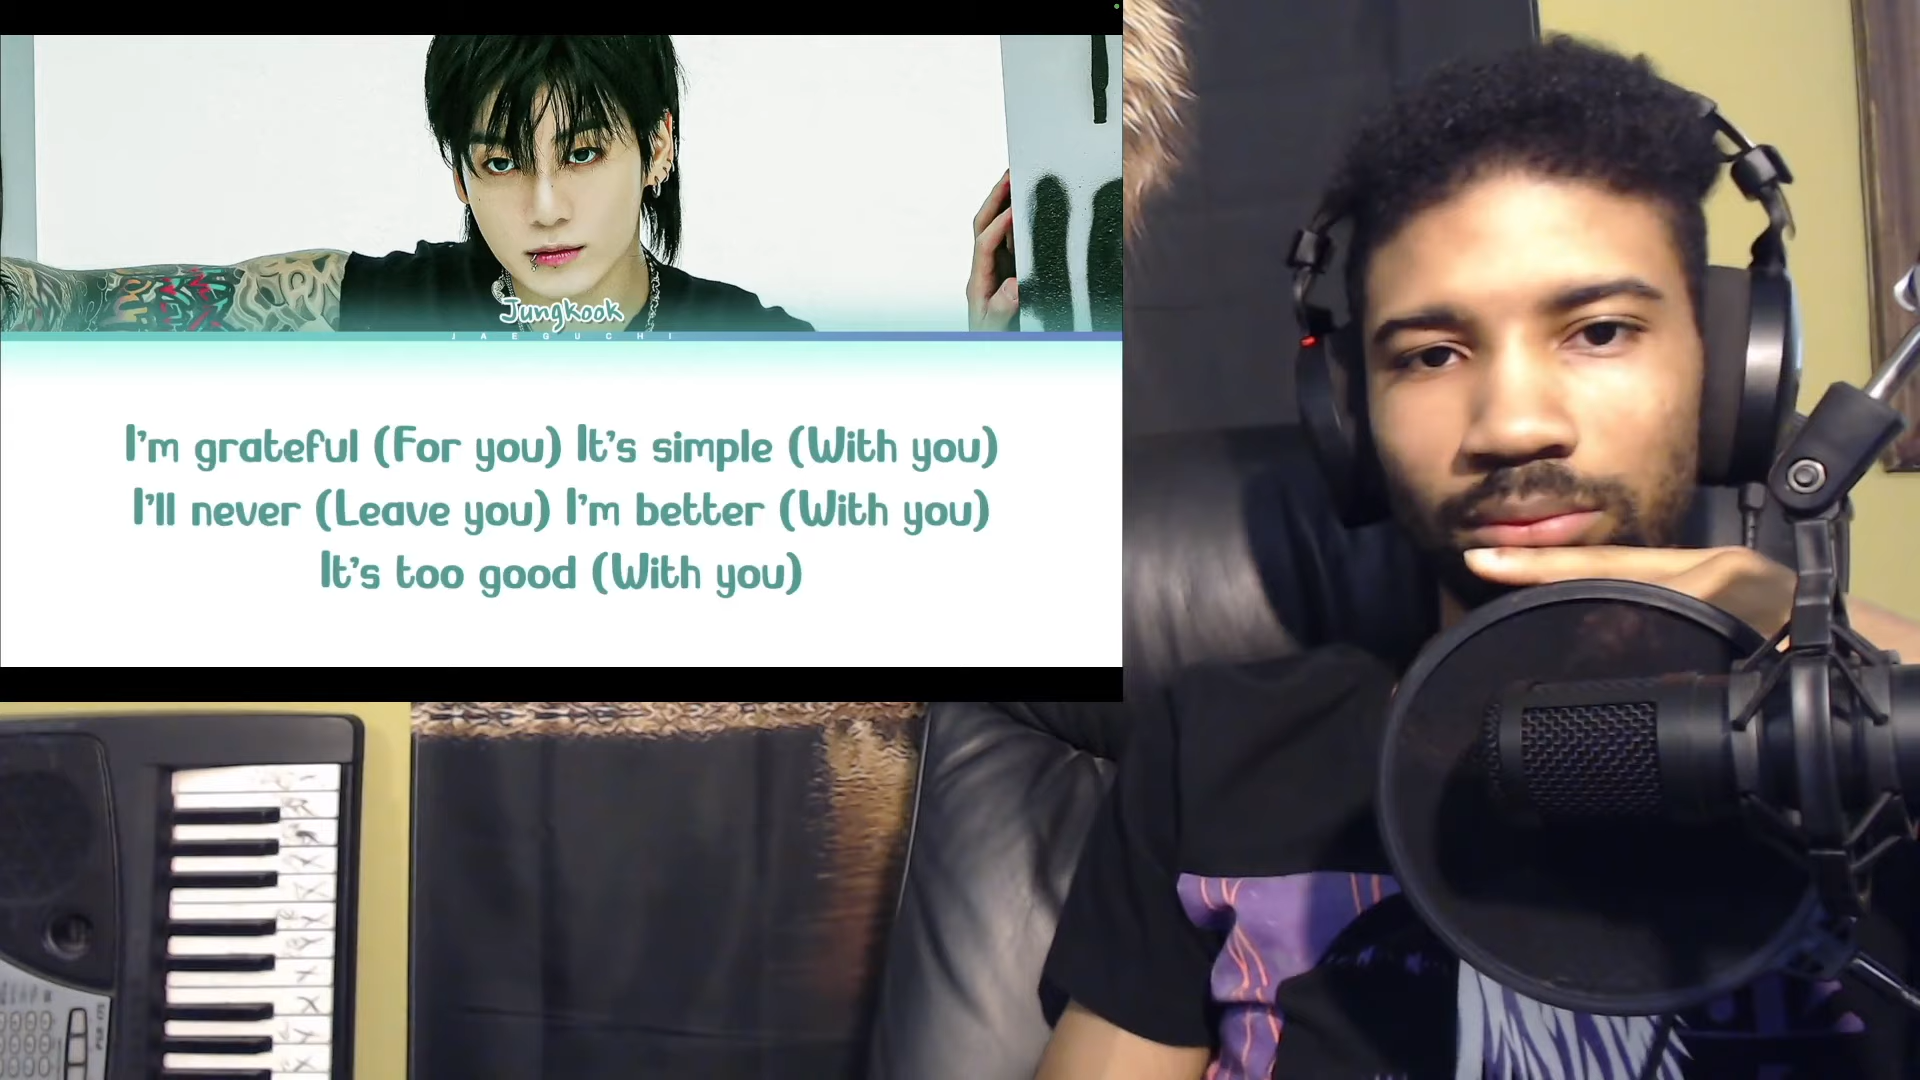 Jungkook
JAEGUCHI
I'm grateful (For you) It's simple (With you)
I'll never (Leave you) I'm better (With you)
It's too good (With you)